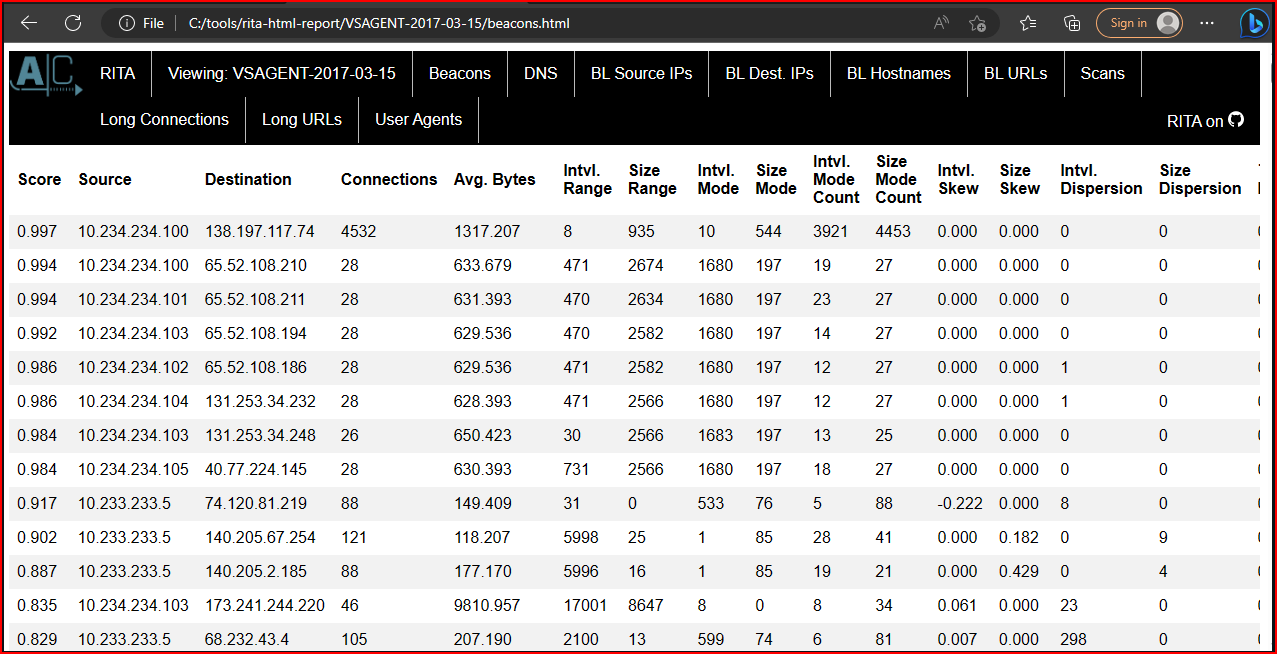 File C:/tools/rita-html-report/VSAGENT-2017-03-15/beacons.html A Sign in
AC RITA Viewing: VSAGENT-2017-03-15 Beacons DNS BL Source IPs BL Dest. IPs BL Hostnames BL URLs Scans
Long Connections Long URLs User Agents RITA on
Score Source Destination Connections Avg. Bytes Intvl. Range Size Range Intvl. Mode Size Mode Intvl. Mode Count Size Mode Count Intvl. Skew Size Skew Intvl. Dispersion Size Dispersion
0.997 10.234.234.100 138.197.117.74 4532 1317.207 8 935 10 544 3921 4453 0.000 0.000 0 0
0.994 10.234.234.100 65.52.108.210 28 633.679 471 2674 1680 197 19 27 0.000 0.000 0 0
0.994 10.234.234.101 65.52.108.211 28 631.393 470 2634 1680 197 23 27 0.000 0.000 0 0
0.992 10.234.234.103 65.52.108.194 28 629.536 470 2582 1680 197 14 27 0.000 0.000 0 0
0.986 10.234.234.102 65.52.108.186 28 629.536 471 2582 1680 197 12 27 0.000 0.000 1 0
0.986 10.234.234.104 131.253.34.232 28 628.393 471 2566 1680 197 12 27 0.000 0.000 1 0
0.984 10.234.234.103 131.253.34.248 26 650.423 30 2566 1683 197 13 25 0.000 0.000 0 0
0.984 10.234.234.105 40.77.224.145 28 630.393 731 2566 1680 197 18 27 0.000 0.000 0 0
0.917 10.233.233.5 74.120.81.219 88 149.409 31 0 533 76 5 88 -0.222 0.000 8 0
0.902 10.233.233.5 140.205.67.254 121 118.207 5998 25 1 85 28 41 0.000 0.182 0 9
0.887 10.233.233.5 140.205.2.185 88 177.170 5996 16 1 85 19 21 0.000 0.429 0 4
0.835 10.234.234.103 173.241.244.220 46 9810.957 17001 8647 8 0 8 34 0.061 0.000 23 0
0.829 10.233.233.5 68.232.43.4 105 207.190 2100 13 599 74 6 81 0.007 0.000 298 0